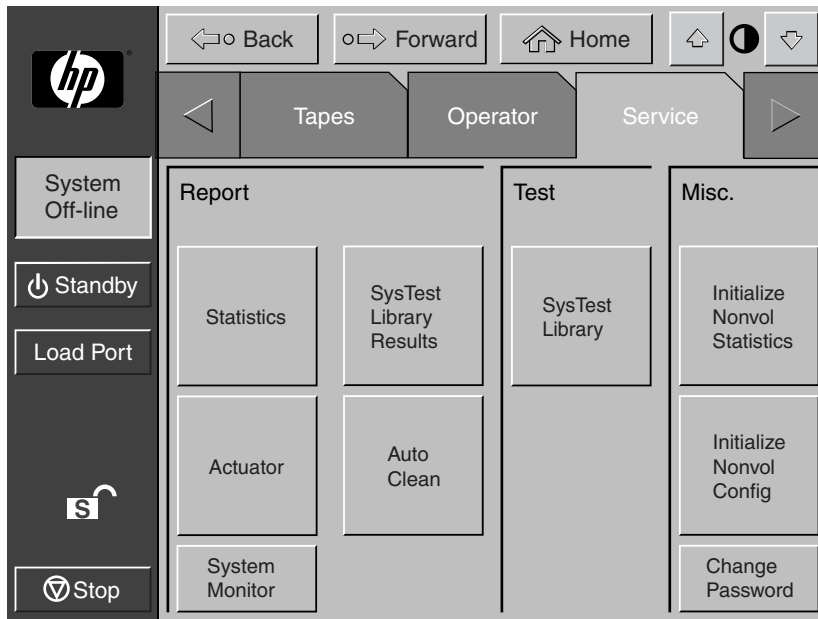 Back
Forward
Home
hp
Tapes
Operator
Service
System
Off-line
Standby
Load Port
S
Stop
Report
Statistics
SysTest
Library
Results
Actuator
Auto
Clean
System
Monitor
Test
SysTest
Library
Misc.
Initialize
Nonvol
Statistics
Initialize
Nonvol
Config
Change
Password